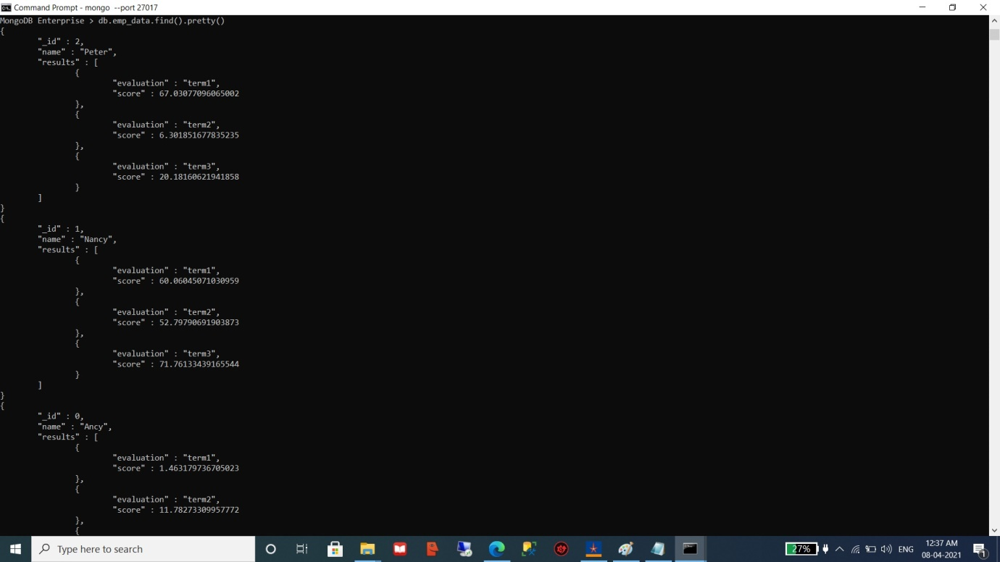 Command Prompt - mongo  --port 27017
MongoDB Enterprise > db.emp_data.find().pretty()
{
"_id" : 2,
"name" : "Peter",
"results" : [
{
"evaluation" : "term1",
"score" : 67.03077096065002
},
{
"evaluation" : "term2",
"score" : 6.301851677835235
},
{
"evaluation" : "term3",
"score" : 20.18160621941858
}
]
}
{
"_id" : 1,
"name" : "Nancy",
"results" : [
{
"evaluation" : "term1",
"score" : 60.06045071030959
},
{
"evaluation" : "term2",
"score" : 52.79790691903873
},
{
"evaluation" : "term3",
"score" : 71.76133439165544
}
]
}
{
"_id" : 0,
"name" : "Ancy",
"results" : [
{
"evaluation" : "term1",
"score" : 1.463179736705023
},
{
"evaluation" : "term2",
"score" : 11.78273309957772
},
{
Type here to search
27%
ENG
12:37 AM
08-04-2021
1